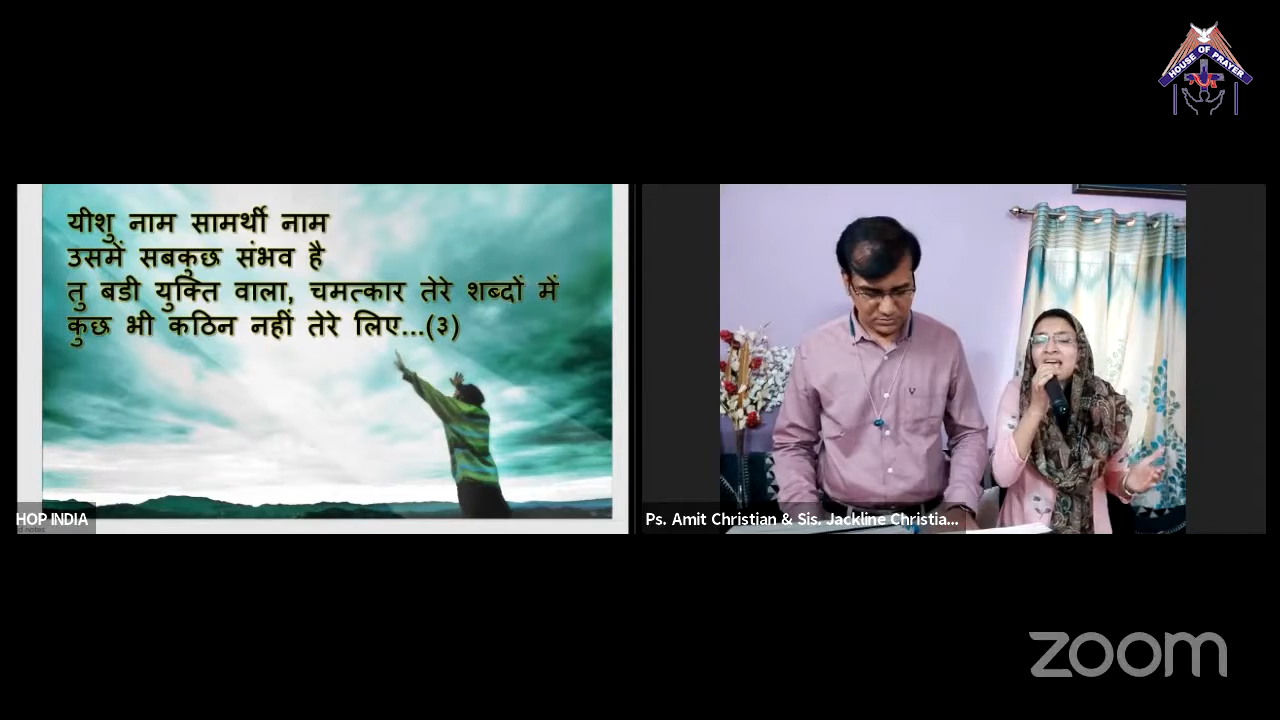 HOUSE OF PRAYER
यीशु नाम सामर्थी नाम
उसमें सबकुछ संभव है
तु बडी युक्ति वाला, चमत्कार तेरे शब्दों में
कुछ भी कठिन नहीं तेरे लिए...(३)
HOP INDIA
d notes
Ps. Amit Christian & Sis. Jackline Christia...
zoom